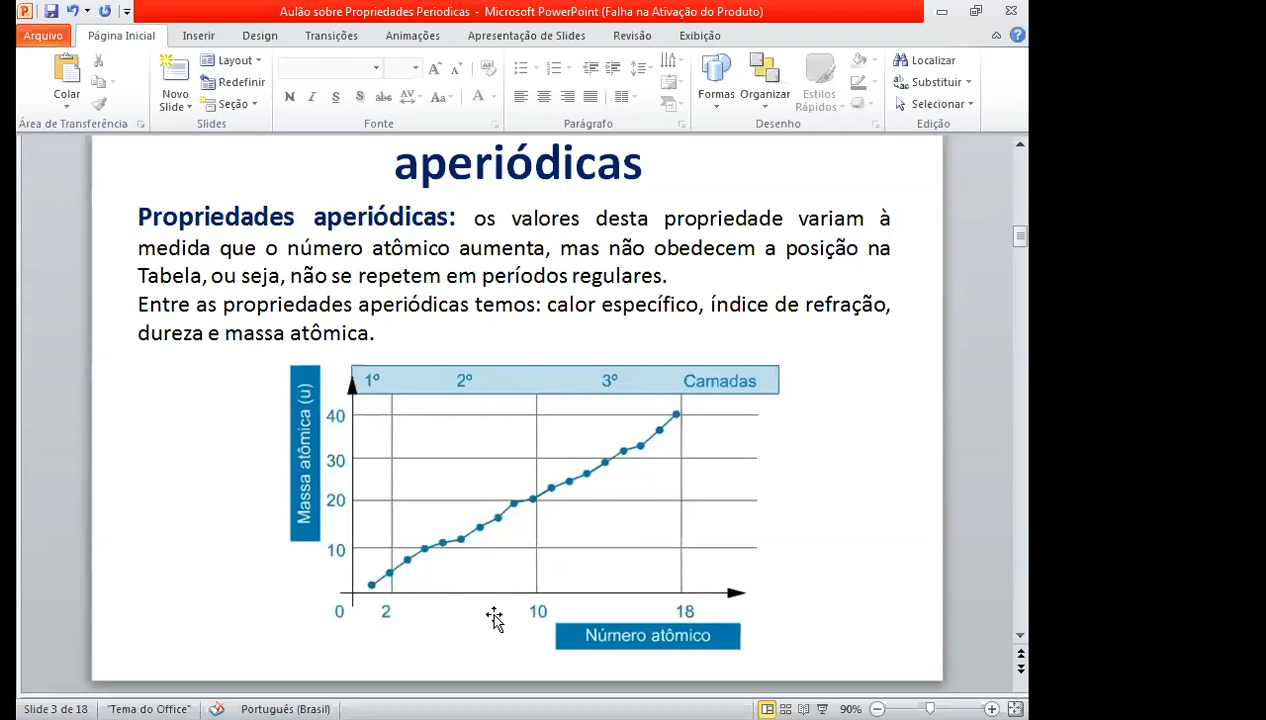 Aulão sobre Propriedades Periodicas - Microsoft PowerPoint (Falha na Ativação do Produto)
Arquivo Página Inicial Inserir Design Transições Animações Apresentação de Slides Revisão Exibição
Colar
Novo Slide
Layout
Redefinir
Seção
Formas
Organizar
Estilos Rápidos
Localizar
Substituir
Selecionar
Área de Transferência Slides Fonte Parágrafo Desenho Edição
aperiódicas
Propriedades aperiódicas: os valores desta propriedade variam à
medida que o número atômico aumenta, mas não obedecem a posição na
Tabela, ou seja, não se repetem em períodos regulares.
Entre as propriedades aperiódicas temos: calor específico, índice de refração,
dureza e massa atômica.
1º 2º 3º Camadas
Massa atômica (u)
40
30
20
10
0 2 10 18
Número atômico
Slide 3 de 18 "Tema do Office" Português (Brasil) 90%